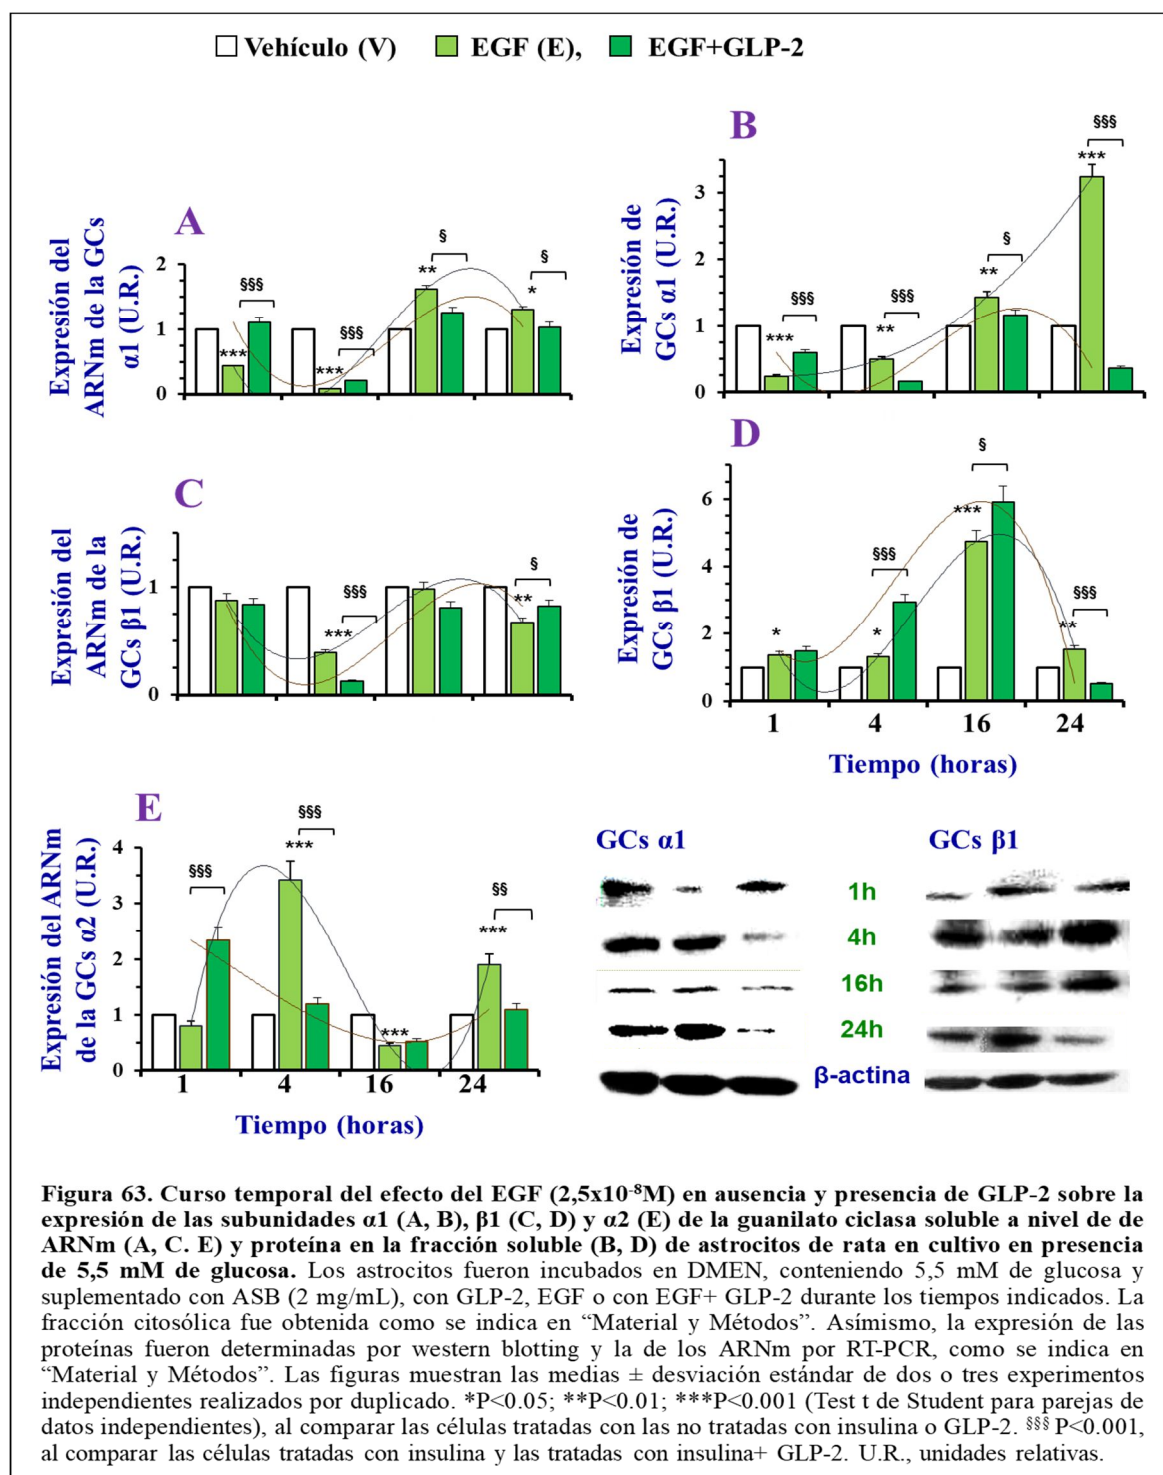 Vehículo (V) EGF (E), EGF+GLP-2
A
Expresión del
ARNm de la GCs
α1 (U.R.)
2
1
0
***
§§§
***
§§§
**
§
*
§
B
Expresión de
GCs α1 (U.R.)
3
2
1
0
***
§§§
**
§§§
**
§
***
§§§
C
Expresión del
ARNm de la
GCs β1 (U.R.)
1
0
***
§§§
**
§
D
Expresión de
GCs β1 (U.R.)
6
4
2
0
*
*
§§§
***
§
**
§§§
1 4 16 24
Tiempo (horas)
E
Expresión del ARNm
de la GCs α2 (U.R.)
4
3
2
1
0
§§§
***
§§§
***
***
§§
1 4 16 24
Tiempo (horas)
GCs α1 GCs β1
1h
4h
16h
24h
β-actina
Figura 63. Curso temporal del efecto del EGF (2,5x10⁻⁸M) en ausencia y presencia de GLP-2 sobre la
expresión de las subunidades α1 (A, B), β1 (C, D) y α2 (E) de la guanilato ciclasa soluble a nivel de de
ARNm (A, C. E) y proteína en la fracción soluble (B, D) de astrocitos de rata en cultivo en presencia
de 5,5 mM de glucosa. Los astrocitos fueron incubados en DMEN, conteniendo 5,5 mM de glucosa y
suplementado con ASB (2 mg/mL), con GLP-2, EGF o con EGF+ GLP-2 durante los tiempos indicados. La
fracción citosólica fue obtenida como se indica en “Material y Métodos”. Asímismo, la expresión de las
proteínas fueron determinadas por western blotting y la de los ARNm por RT-PCR, como se indica en
“Material y Métodos”. Las figuras muestran las medias ± desviación estándar de dos o tres experimentos
independientes realizados por duplicado. *P<0.05; **P<0.01; ***P<0.001 (Test t de Student para parejas de
datos independientes), al comparar las células tratadas con las no tratadas con insulina o GLP-2. §§§ P<0.001,
al comparar las células tratadas con insulina y las tratadas con insulina+ GLP-2. U.R., unidades relativas.